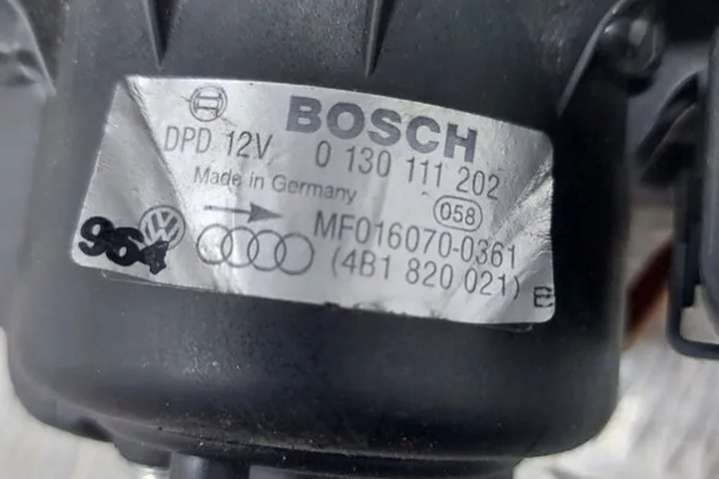 BOSCH
DPD 12V 0 130 111 202
Made in Germany 058
MF016070-0361
964 (4B1 820 021) B